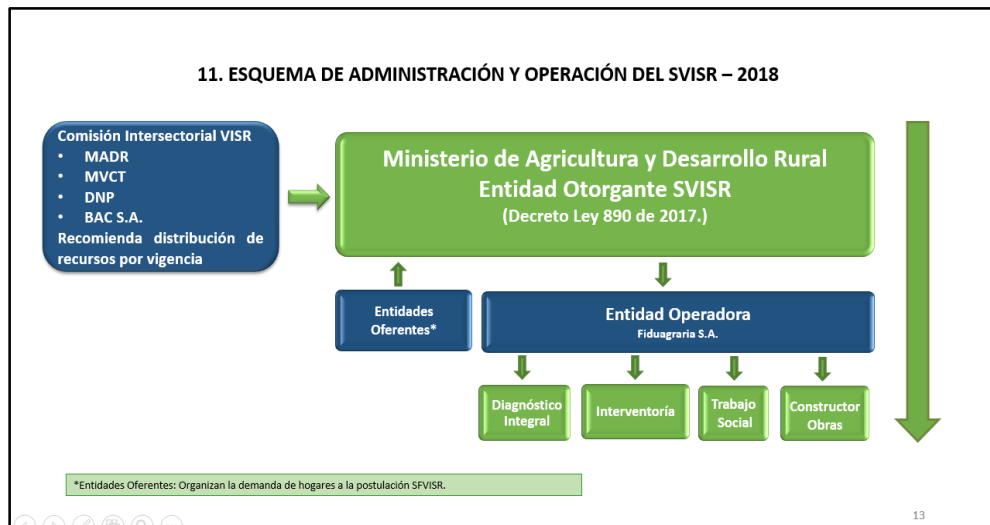 11. ESQUEMA DE ADMINISTRACIÓN Y OPERACIÓN DEL SVISR – 2018
Comisión Intersectorial VISR
• MADR
• MVCT
• DNP
• BAC S.A.
Recomienda distribución de
recursos por vigencia
Ministerio de Agricultura y Desarrollo Rural
Entidad Otorgante SVISR
(Decreto Ley 890 de 2017.)
Entidades
Oferentes*
Entidad Operadora
Fiduagraria S.A.
Diagnóstico
Integral
Interventoría
Trabajo
Social
Constructor
Obras
*Entidades Oferentes: Organizan la demanda de hogares a la postulación SFVISR.
13